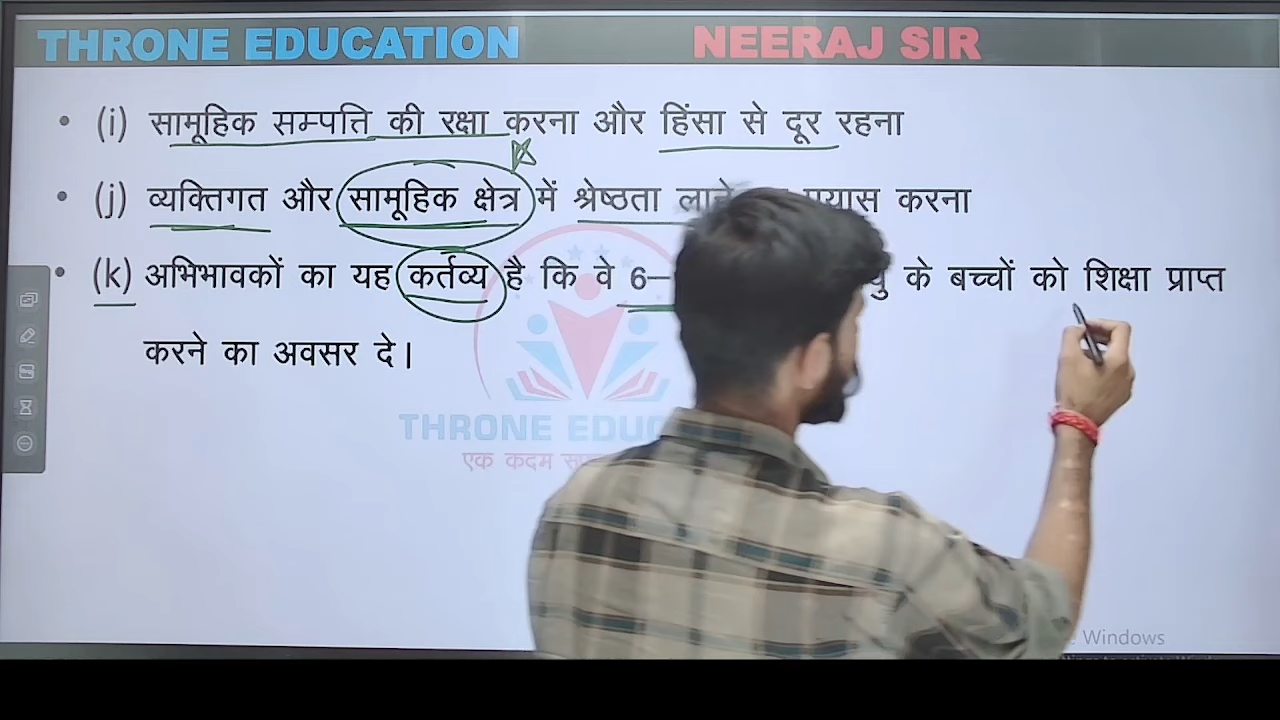 THRONE EDUCATION NEERAJ SIR
• (i) सामूहिक सम्पति की रक्षा करना और हिंसा से दूर रहना
• (j) व्यक्तिगत और सामूहिक क्षेत्र में श्रेष्ठता लाने प्रयास करना
• (k) अभिभावकों का यह कर्तव्य है कि वे 6– के बच्चों को शिक्षा प्राप्त
करने का अवसर दे।
THRONE
एक कदम
Windows